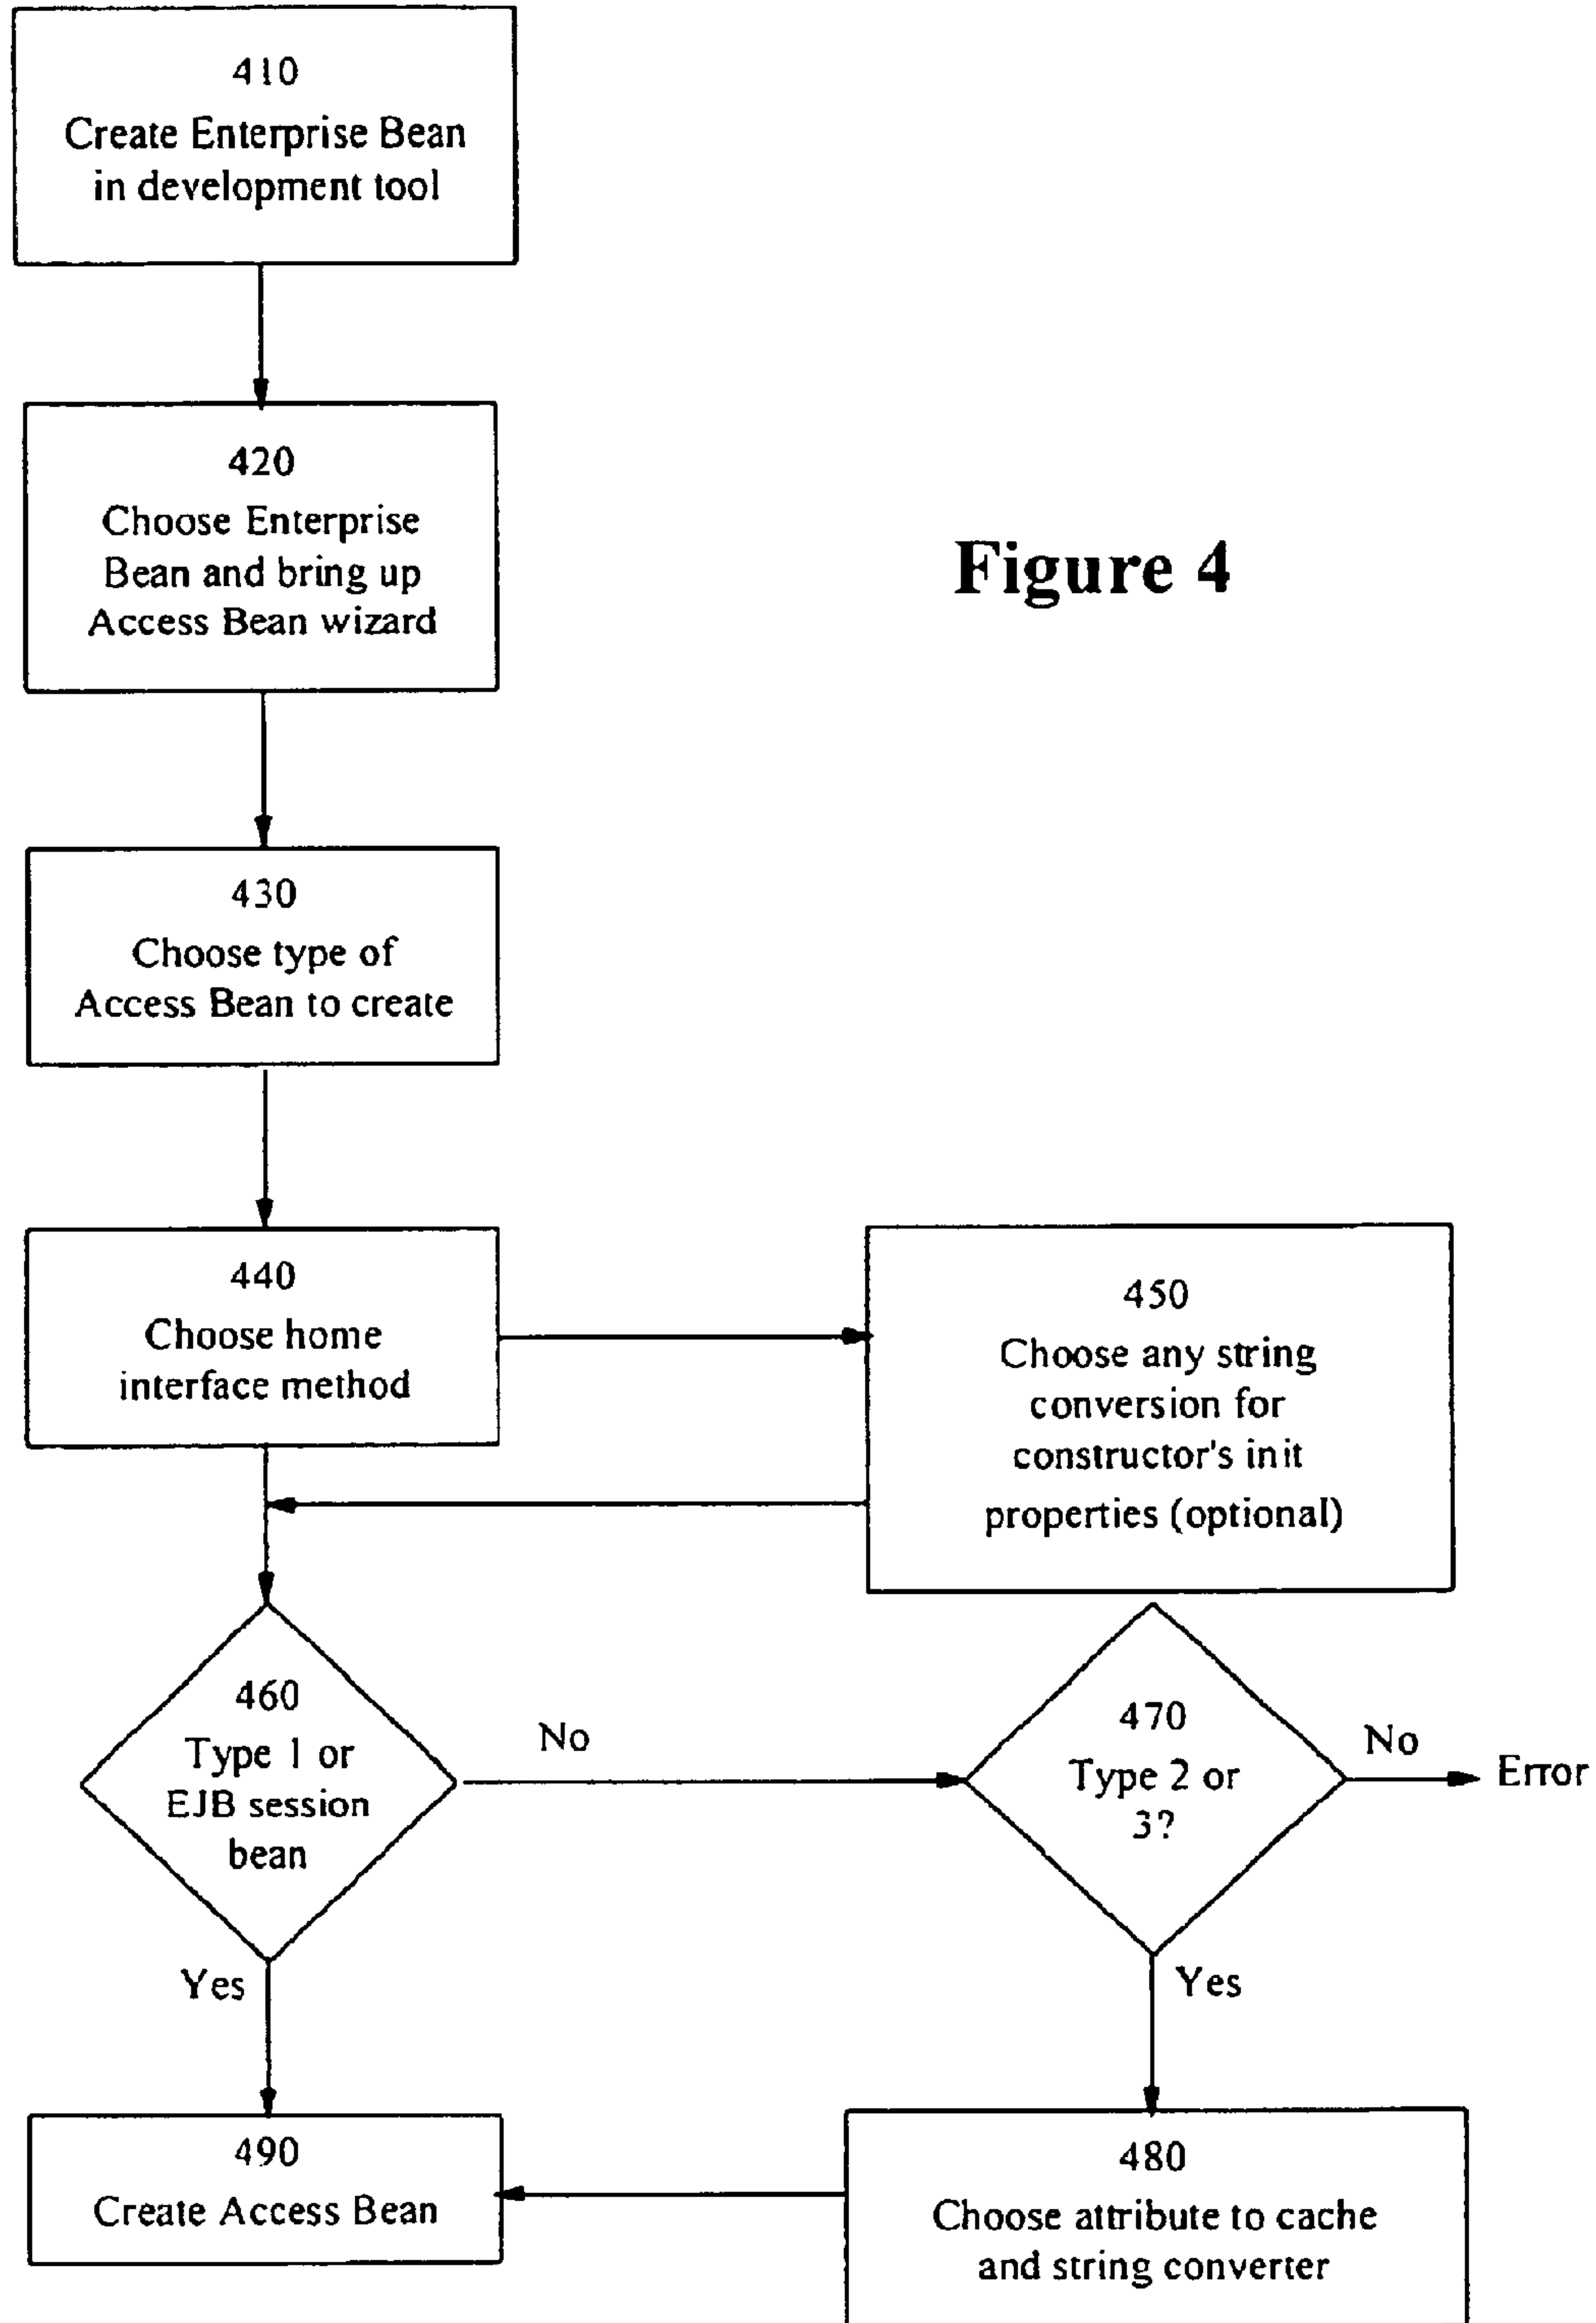 410
Create Enterprise Bean
in development tool
420
Choose Enterprise
Bean and bring up
Access Bean wizard
Figure 4
430
Choose type of
Access Bean to create
440
Choose home
interface method
450
Choose any string
conversion for
constructor's init
properties (optional)
460
Type 1 or
EJB session
bean
No
470
Type 2 or
3?
No
Error
Yes
Yes
490
Create Access Bean
480
Choose attribute to cache
and string converter